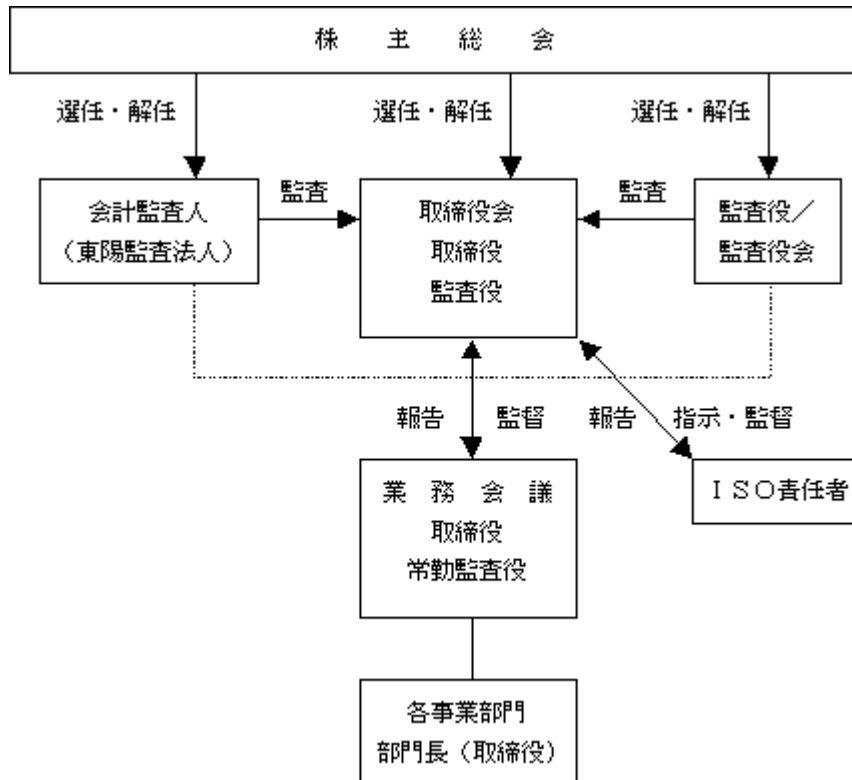 株 主 総 会
選任・解任
選任・解任
選任・解任
会計監査人
（東陽監査法人）
監査
取締役会
取締役
監査役
監査
監査役／
監査役会
報告
監督
報告
指示・監督
業 務 会 議
取締役
常勤監査役
ＩＳＯ責任者
各事業部門
部門長（取締役）